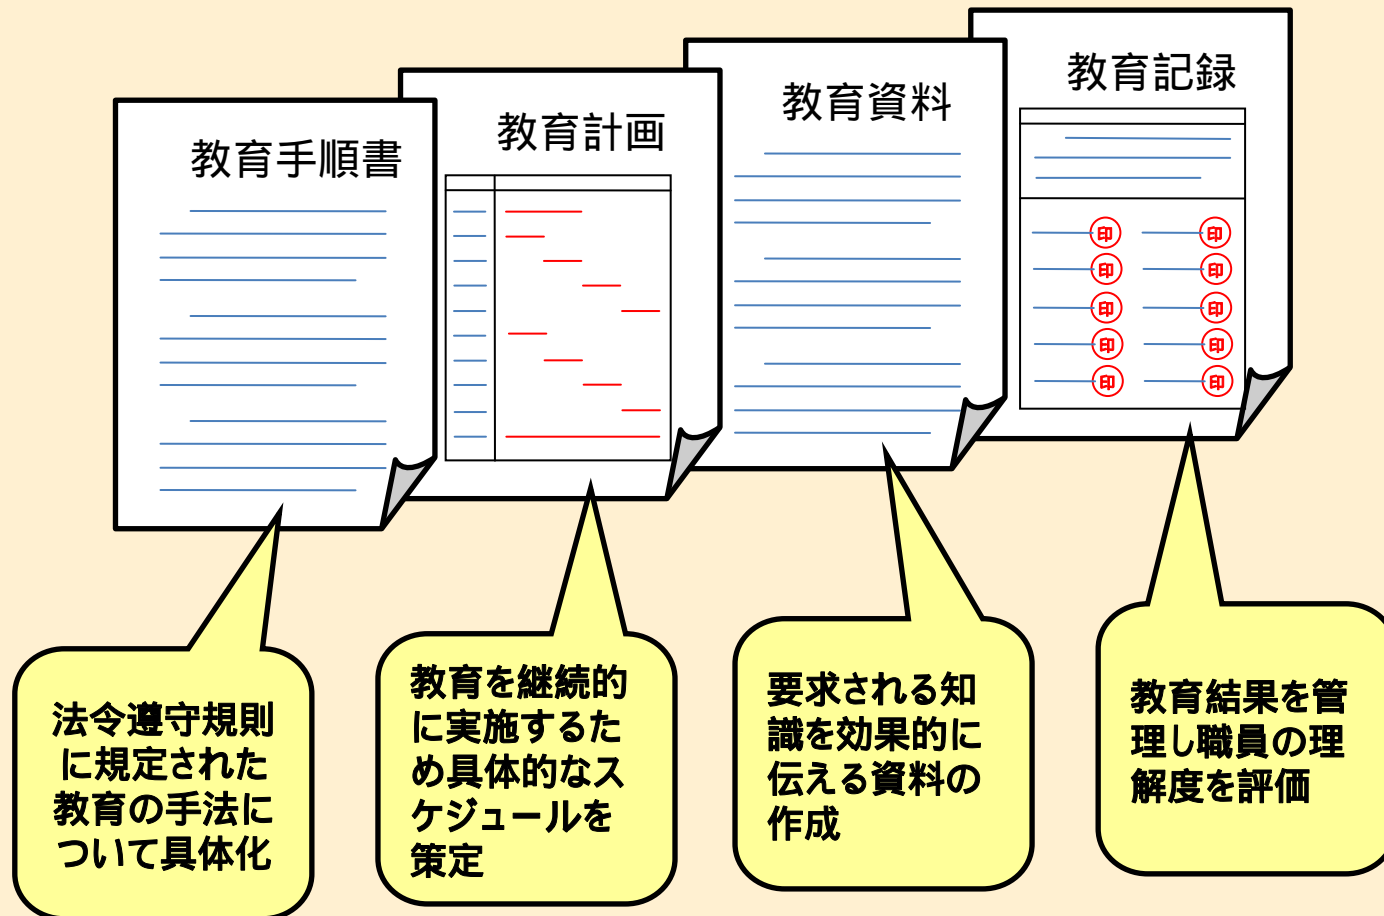 教育手順書
教育計画
教育資料
教育記録
印 印
印 印
印 印
印 印
印 印
法令遵守規則
に規定された
教育の手法に
ついて具体化
教育を継続的
に実施するた
め具体的なス
ケジュールを
策定
要求される知
識を効果的に
伝える資料の
作成
教育結果を管
理し職員の理
解度を評価